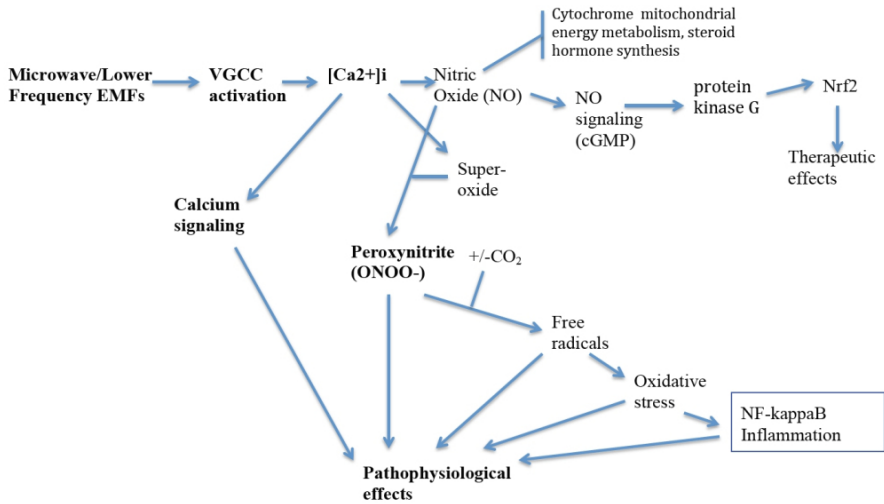 Cytochrome mitochondrial
energy metabolism, steroid
hormone synthesis
Microwave/Lower
Frequency EMFs
VGCC
activation
[Ca2+]i
Nitric
Oxide (NO)
NO
signaling
(cGMP)
protein
kinase G
Nrf2
Therapeutic
effects
Super-
oxide
Calcium
signaling
Peroxynitrite
(ONOO-)
+/-CO₂
Free
radicals
Oxidative
stress
NF-kappaB
Inflammation
Pathophysiological
effects